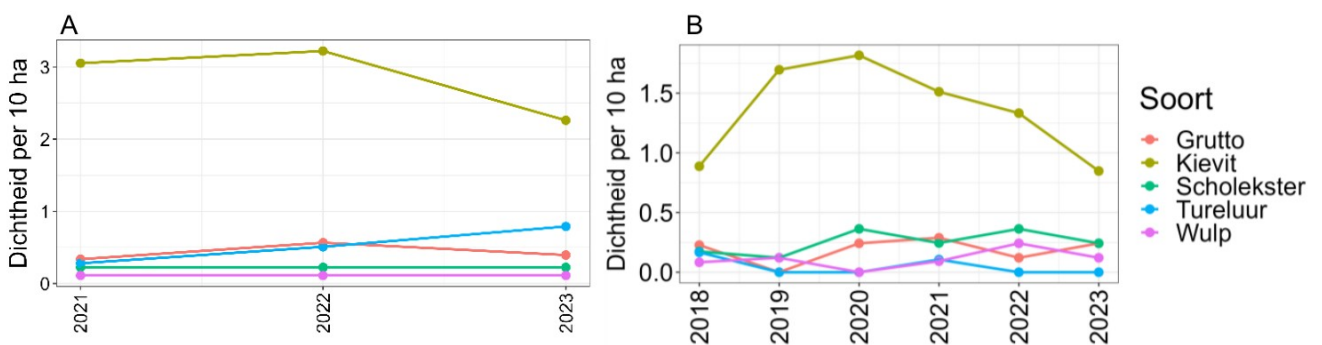 A
Dichtheid per 10 ha
3
2
1
0
2021
2022
2023
B
Dichtheid per 10 ha
1.5
1.0
0.5
0.0
2018
2019
2020
2021
2022
2023
Soort
Grutto
Kievit
Scholekster
Tureluur
Wulp